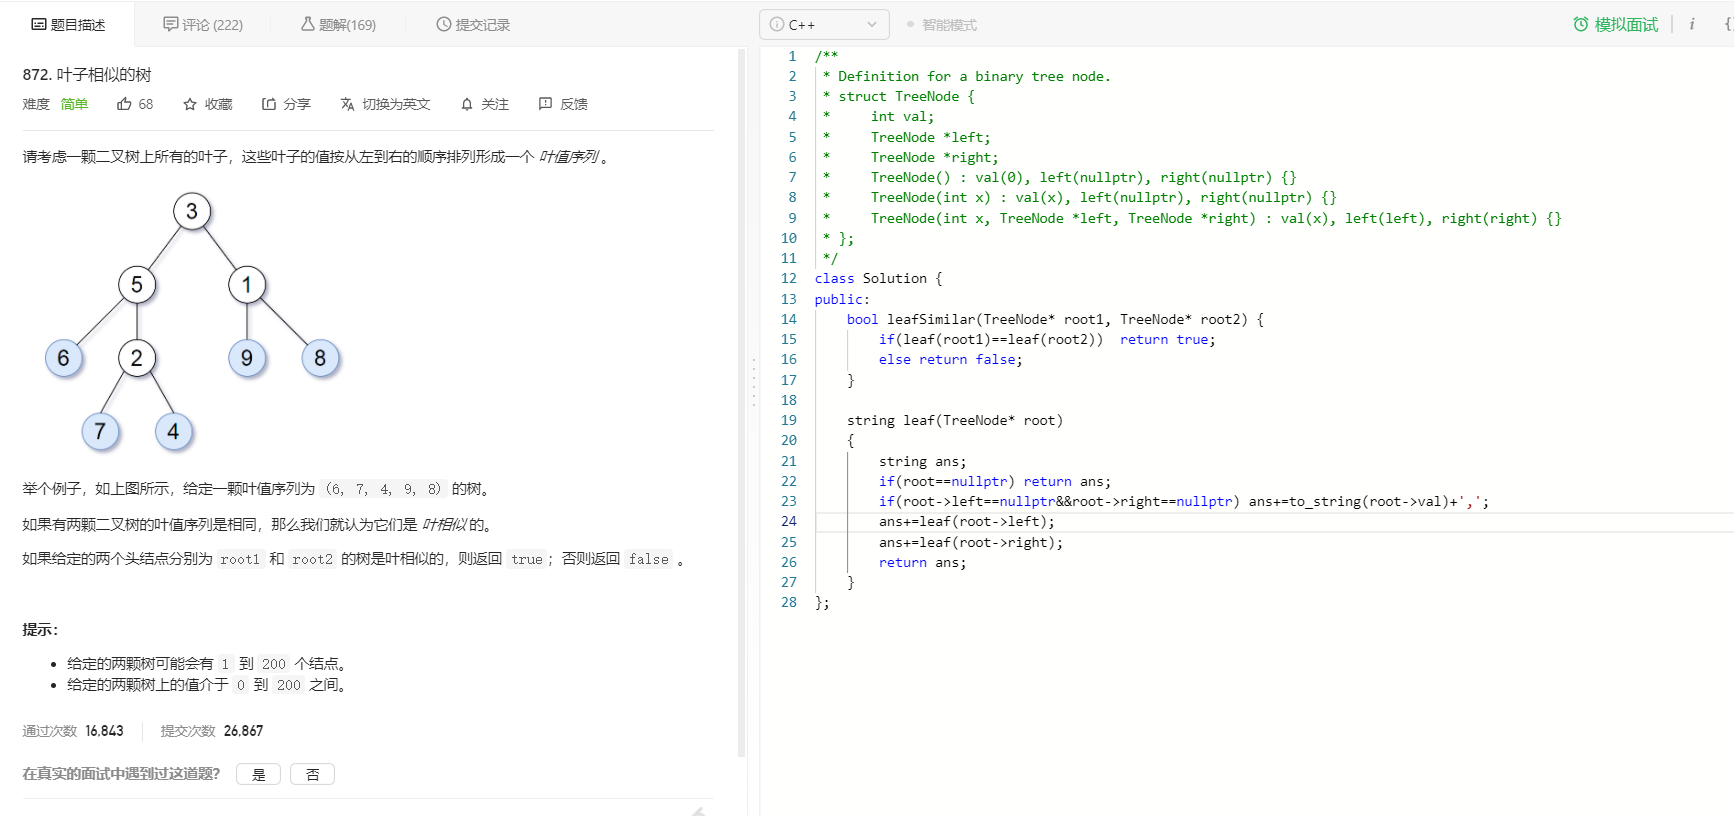 题目描述
评论 (222)
题解(169)
提交记录
872. 叶子相似的树
难度 简单 68 收藏 分享 切换为英文 关注 反馈
请考虑一颗二叉树上所有的叶子，这些叶子的值按从左到右的顺序排列形成一个 叶值序列 。
3
5 1
6 2 9 8
7 4
举个例子，如上图所示，给定一颗叶值序列为 (6, 7, 4, 9, 8) 的树。
如果有两颗二叉树的叶值序列是相同，那么我们就认为它们是 叶相似 的。
如果给定的两个头结点分别为 root1 和 root2 的树是叶相似的，则返回 true；否则返回 false 。
提示：
• 给定的两颗树可能会有 1 到 200 个结点。
• 给定的两颗树上的值介于 0 到 200 之间。
通过次数 16,843 提交次数 26,867
在真实的面试中遇到过这道题? 是 否
C++ 智能模式 模拟面试 i {
1 /**
2  * Definition for a binary tree node.
3  * struct TreeNode {
4  *     int val;
5  *     TreeNode *left;
6  *     TreeNode *right;
7  *     TreeNode() : val(0), left(nullptr), right(nullptr) {}
8  *     TreeNode(int x) : val(x), left(nullptr), right(nullptr) {}
9  *     TreeNode(int x, TreeNode *left, TreeNode *right) : val(x), left(left), right(right) {}
10  * };
11  */
12 class Solution {
13 public:
14     bool leafSimilar(TreeNode* root1, TreeNode* root2) {
15         if(leaf(root1)==leaf(root2))  return true;
16         else return false;
17     }
18
19     string leaf(TreeNode* root)
20     {
21         string ans;
22         if(root==nullptr) return ans;
23         if(root->left==nullptr&&root->right==nullptr) ans+=to_string(root->val)+',';
24         ans+=leaf(root->left);
25         ans+=leaf(root->right);
26         return ans;
27     }
28 };